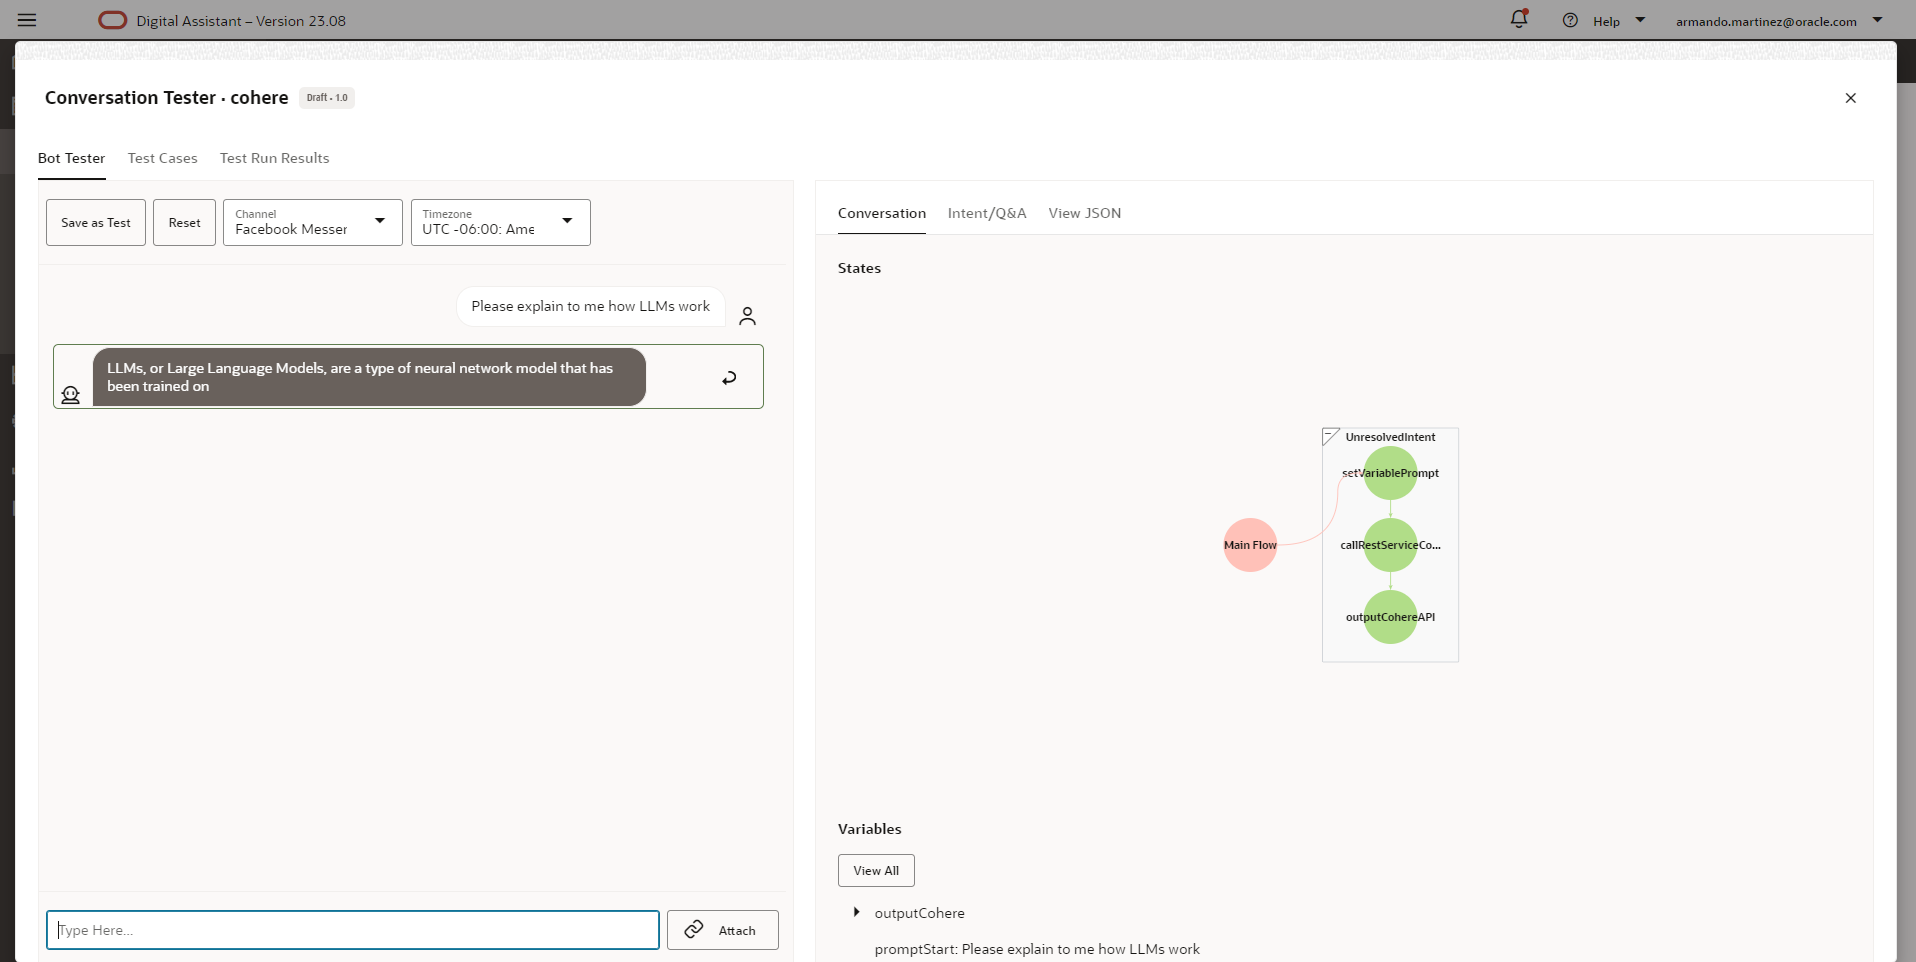 Digital Assistant – Version 23.08
Help
armando.martinez@oracle.com
Conversation Tester · cohere
Draft • 1.0
Bot Tester
Test Cases
Test Run Results
Save as Test
Reset
Channel
Facebook Messer
Timezone
UTC -06:00: Ame
Please explain to me how LLMs work
LLMs, or Large Language Models, are a type of neural network model that has
been trained on
Type Here...
Attach
Conversation
Intent/Q&A
View JSON
States
UnresolvedIntent
setVariablePrompt
Main Flow
callRestServiceCo...
outputCohereAPI
Variables
View All
outputCohere
promptStart: Please explain to me how LLMs work